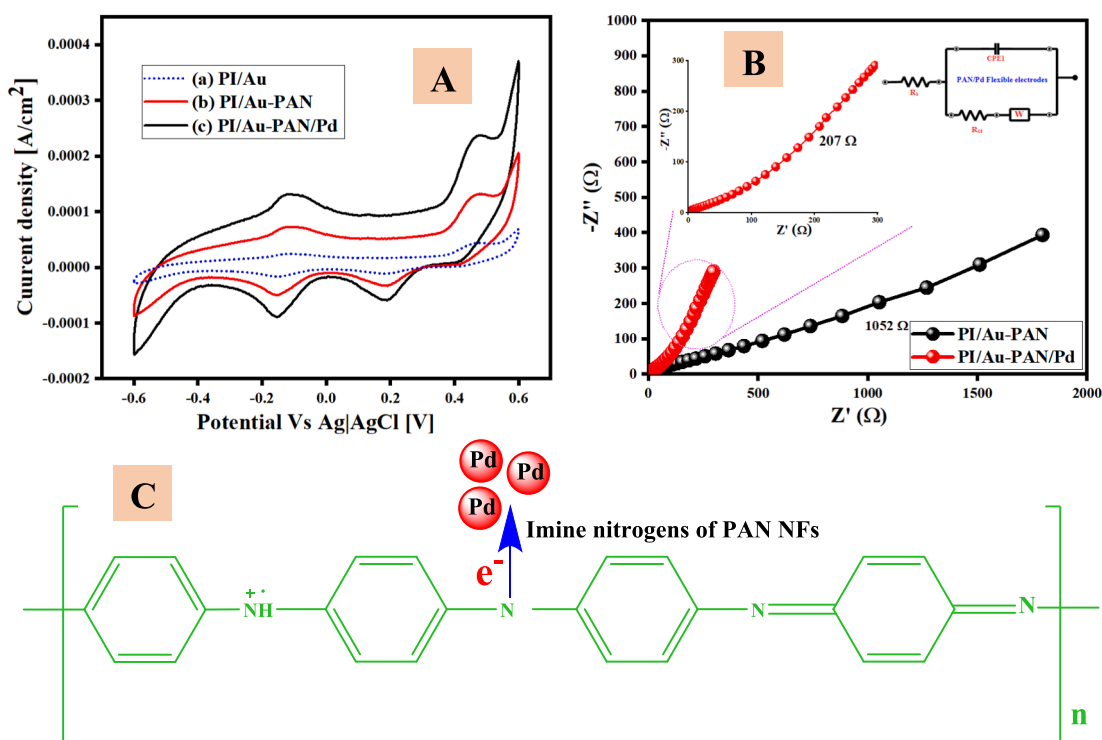 A
(a) PI/Au
(b) PI/Au-PAN
(c) PI/Au-PAN/Pd
Cuurent density [A/cm2]
0.0004
0.0003
0.0002
0.0001
0.0000
-0.0001
-0.0002
-0.6
-0.4
-0.2
0.0
0.2
0.4
0.6
Potential Vs Ag|AgCl [V]
B
-Z" (Ω)
1000
900
800
700
600
500
400
300
200
100
0
0
500
1000
1500
2000
Z' (Ω)
1052 Ω
PI/Au-PAN
PI/Au-PAN/Pd
-Z" (Ω)
300
200
100
0
0
100
200
300
Z' (Ω)
207 Ω
CPE1
PAN/Pd Flexible electrodes
Rs
Rct
W
C
Pd
Pd
Pd
Imine nitrogens of PAN NFs
e-
+ ·
NH
N
N
N
n